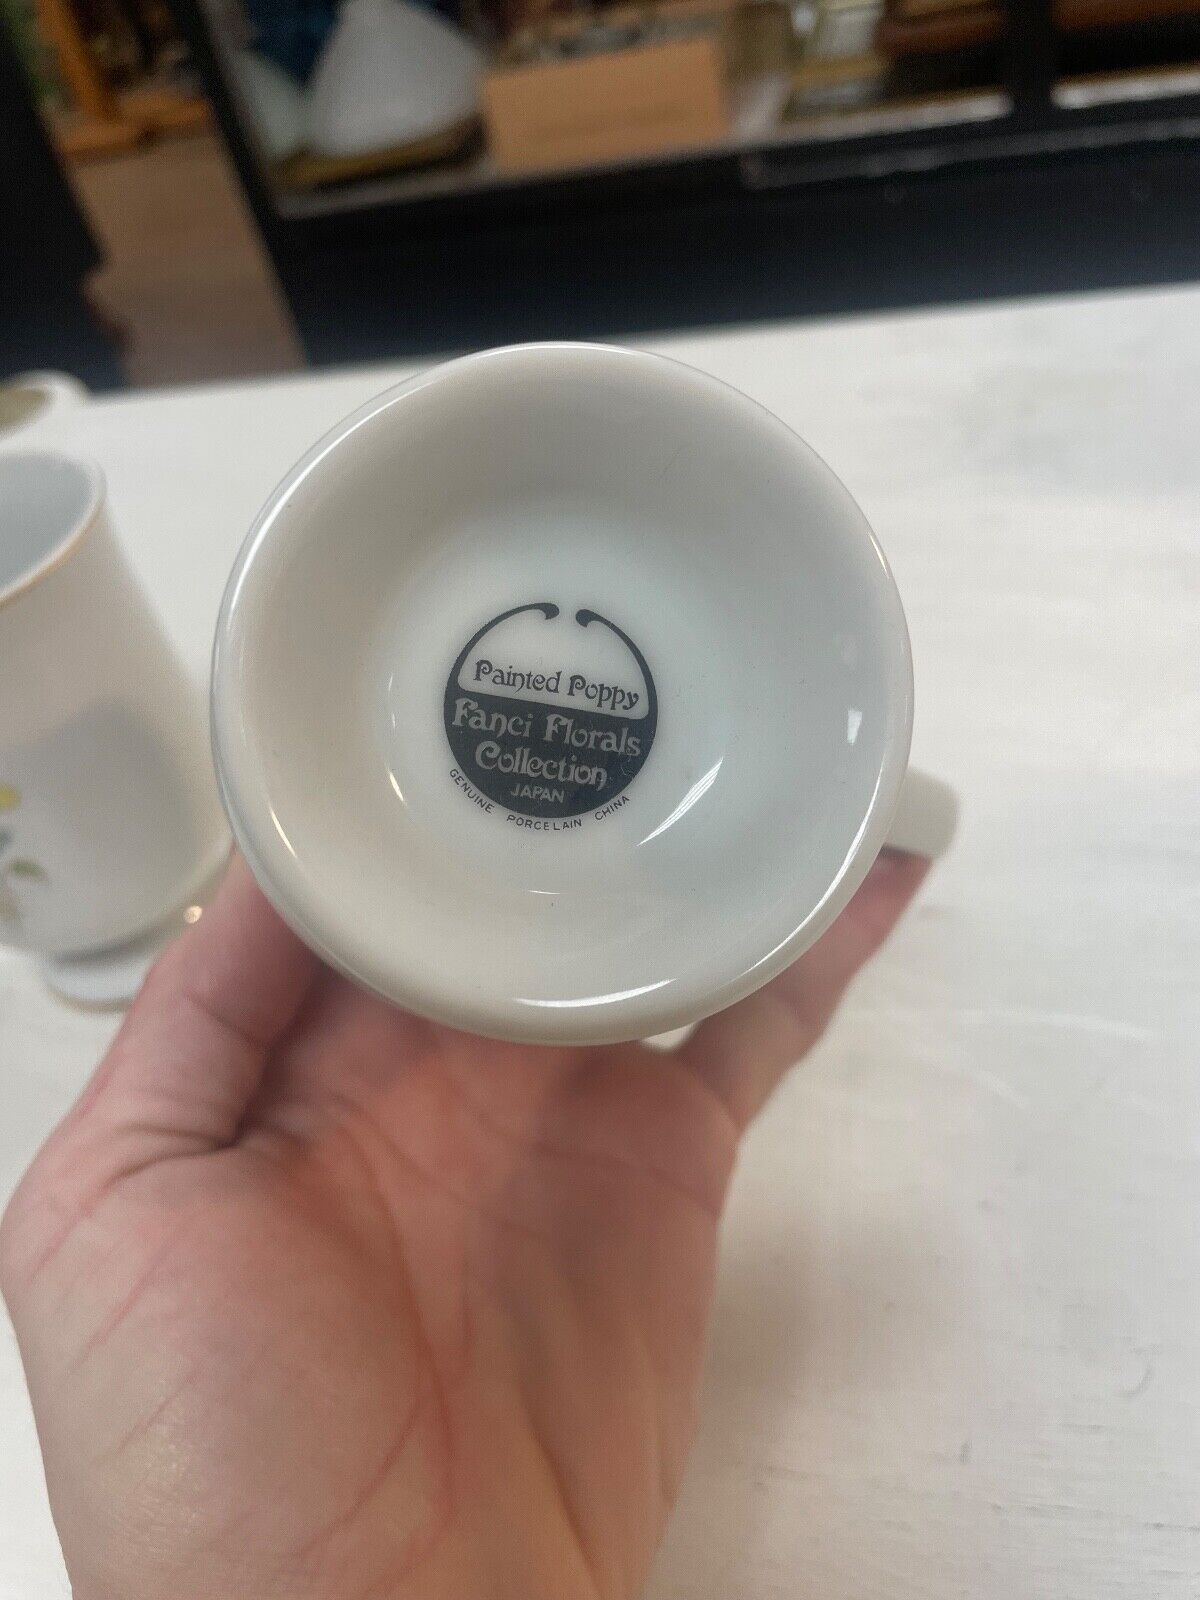 Painted Poppy
Fanci Florals
Collection
JAPAN
GENUINE PORCELAIN CHINA